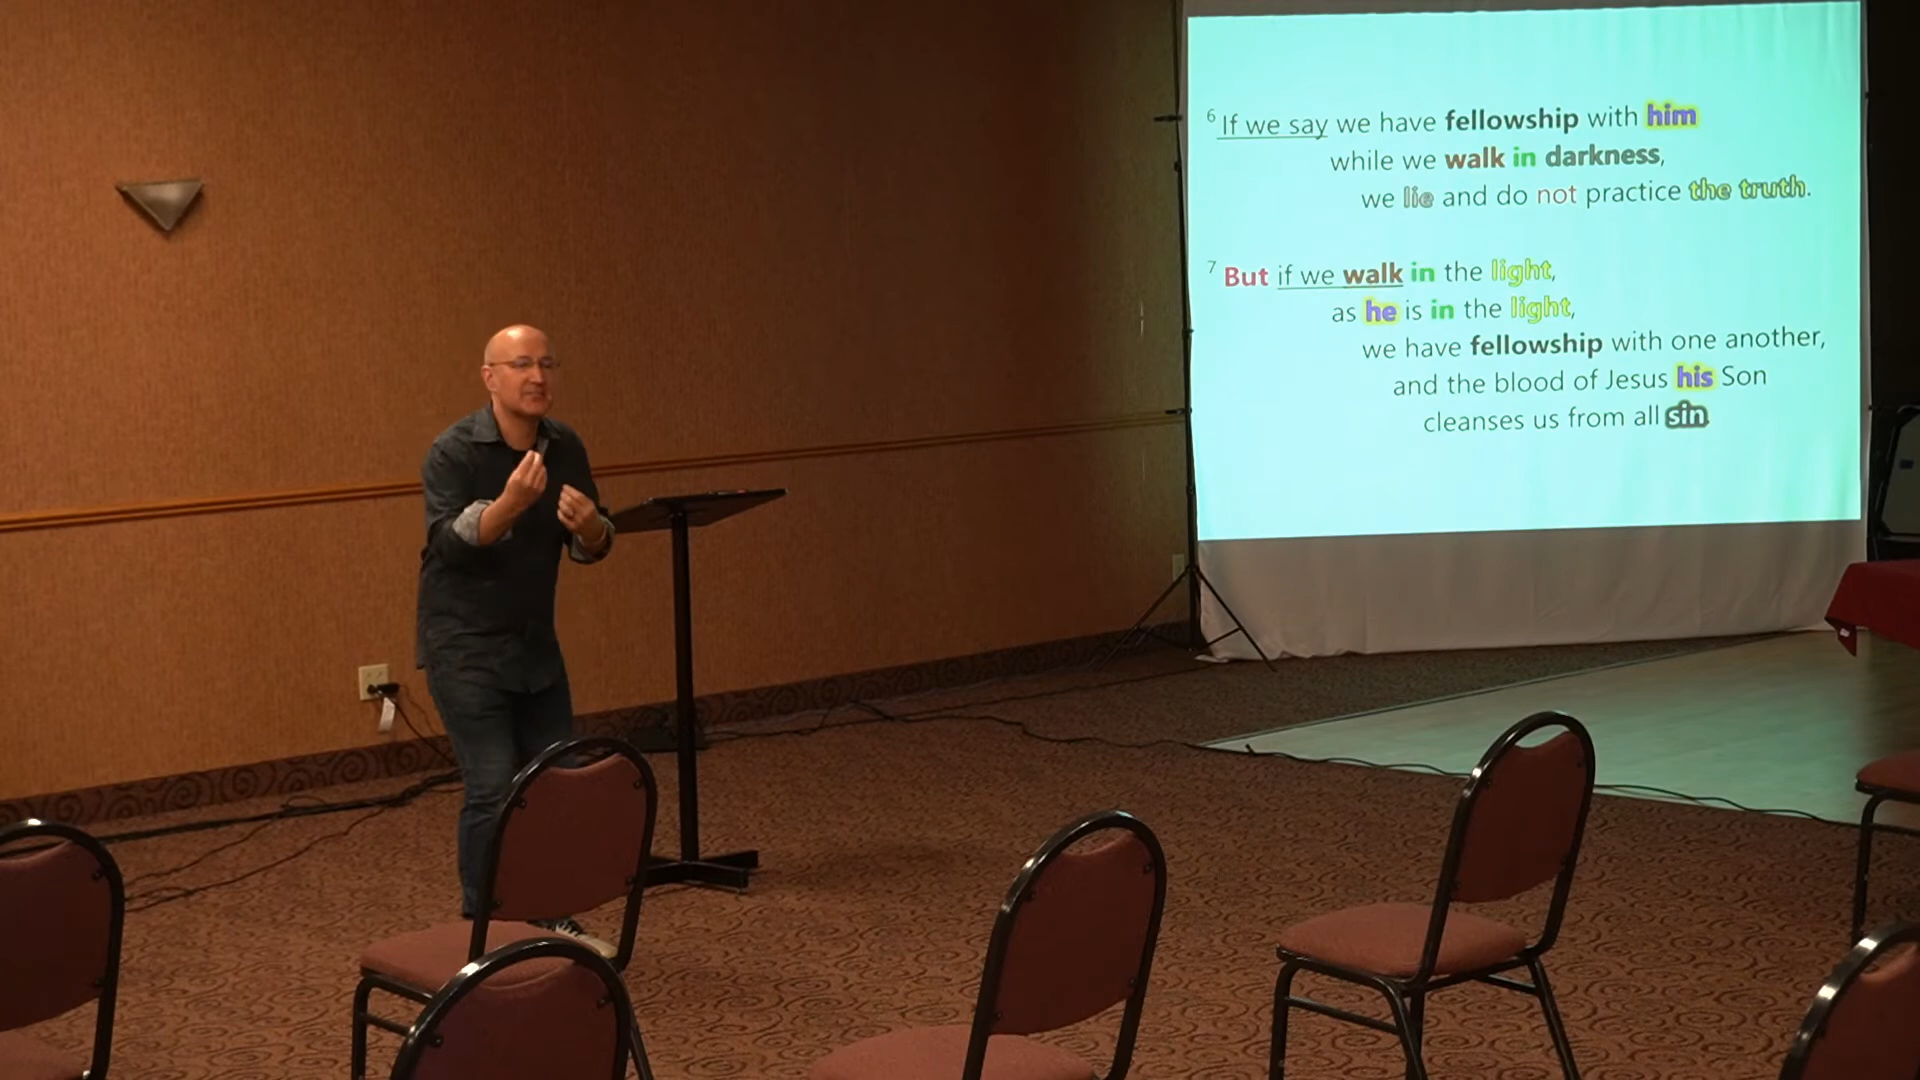 6 If we say we have fellowship with him
while we walk in darkness,
we lie and do not practice the truth.
7 But if we walk in the light,
as he is in the light,
we have fellowship with one another,
and the blood of Jesus his Son
cleanses us from all sin.